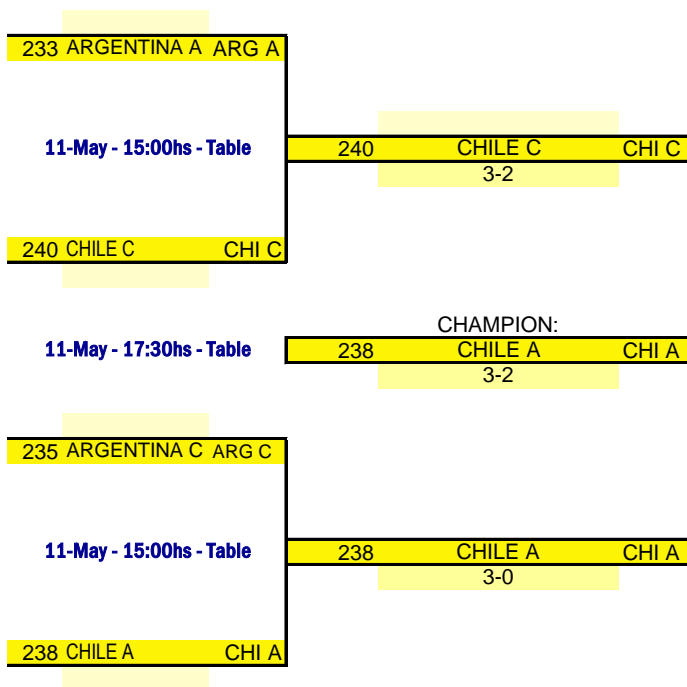 233 ARGENTINA A ARG A
11-May - 15:00hs - Table
240 CHILE C CHI C
3-2
240 CHILE C CHI C
CHAMPION:
11-May - 17:30hs - Table
238 CHILE A CHI A
3-2
235 ARGENTINA C ARG C
11-May - 15:00hs - Table
238 CHILE A CHI A
3-0
238 CHILE A CHI A